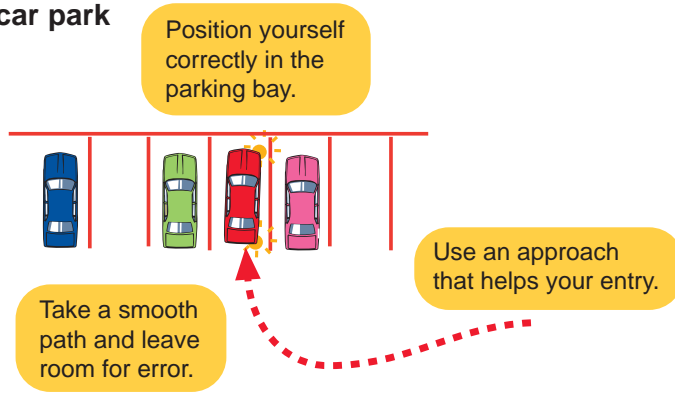 car park
Position yourself
correctly in the
parking bay.
Use an approach
that helps your entry.
Take a smooth
path and leave
room for error.